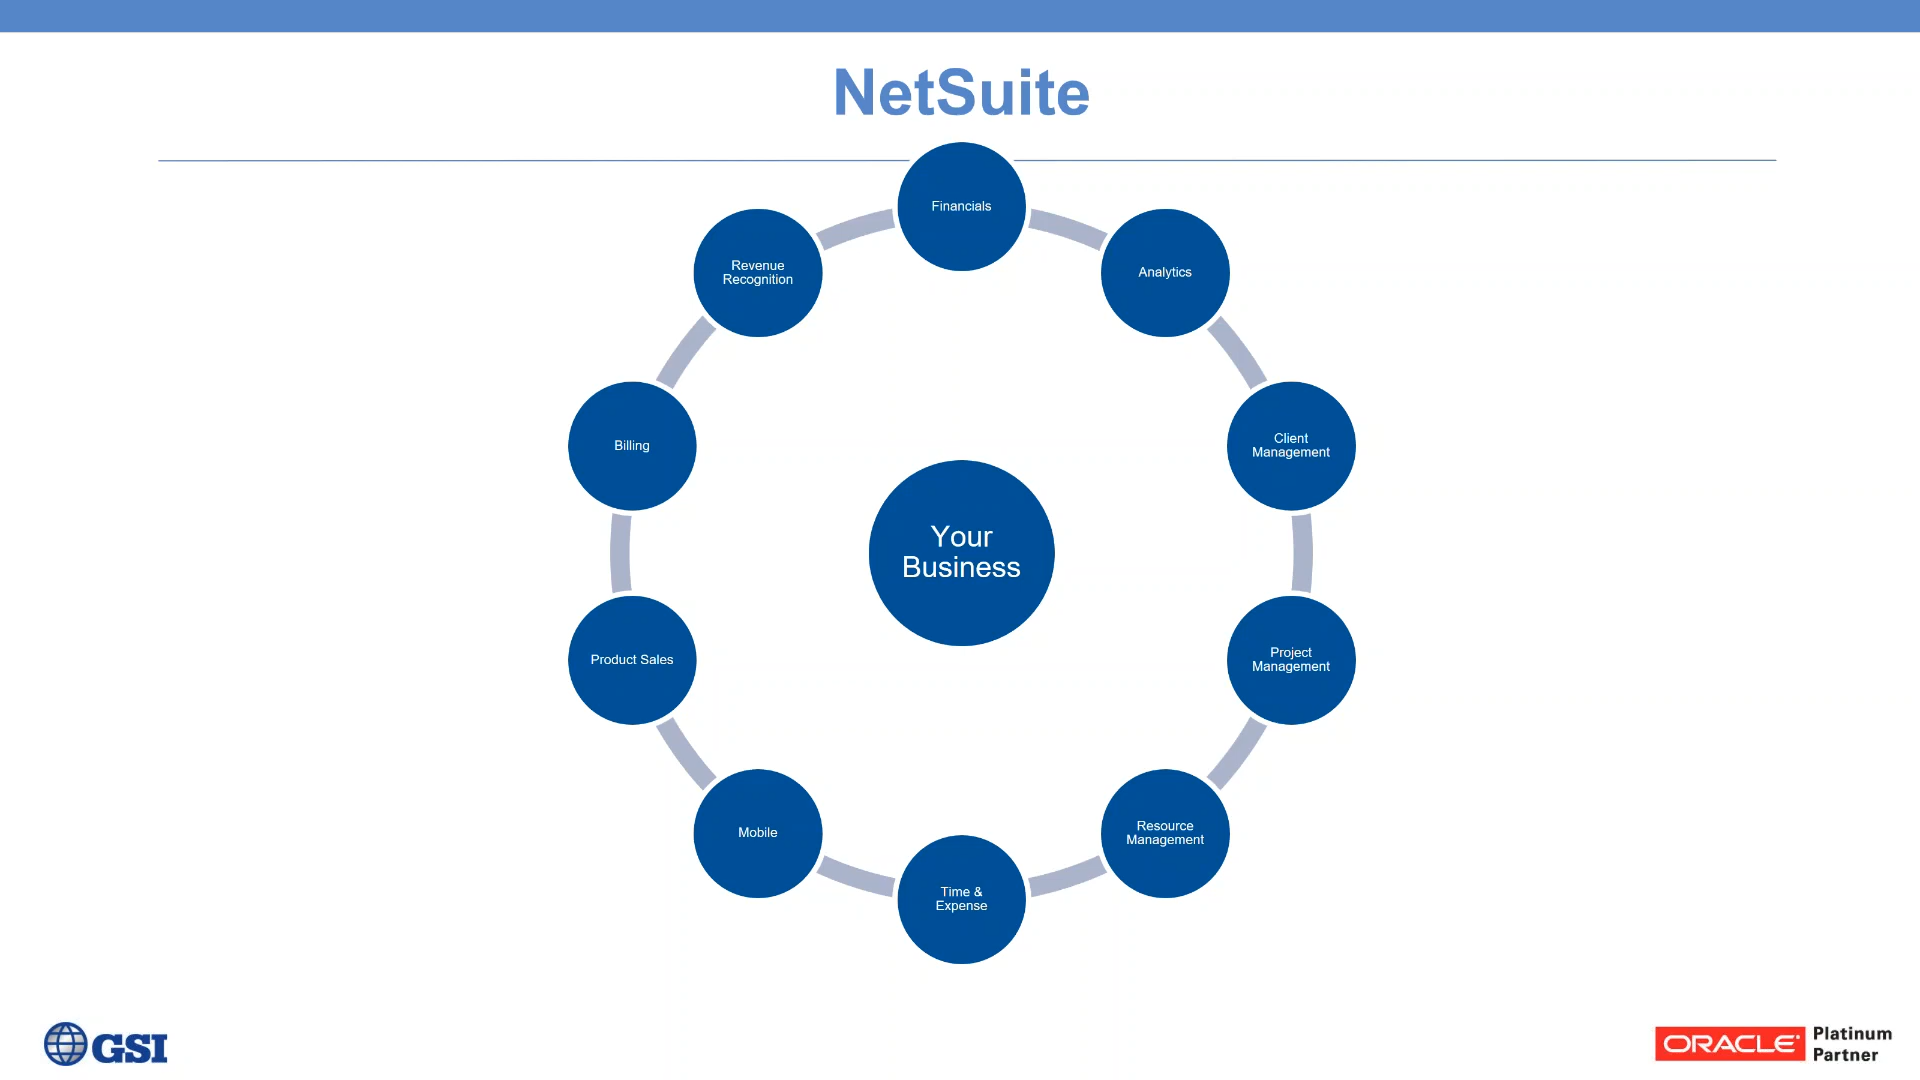 NetSuite
Financials
Analytics
Client
Management
Project
Management
Resource
Management
Time &
Expense
Mobile
Product Sales
Billing
Revenue
Recognition
Your
Business
GSI
ORACLE
Platinum
Partner